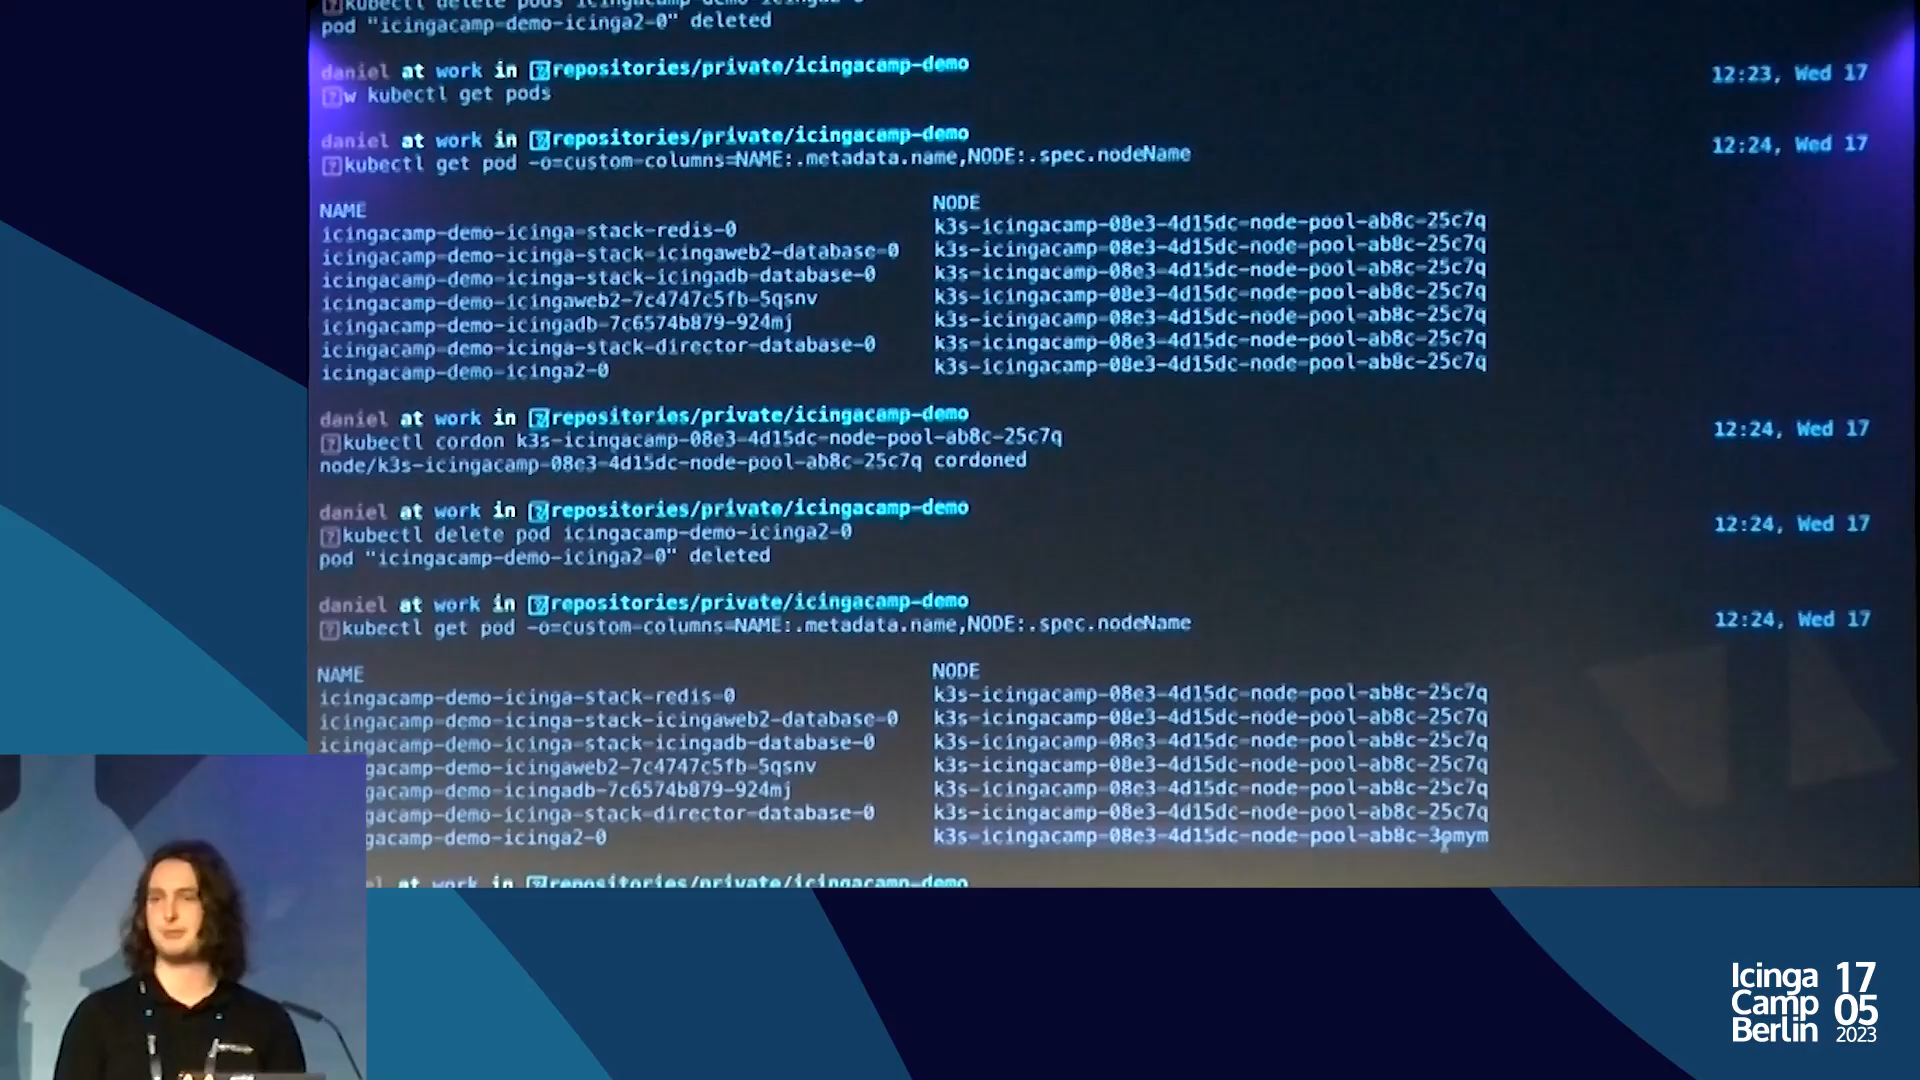 kubectl delete pods icingacamp-demo-icinga2-0
pod "icingacamp-demo-icinga2-0" deleted
daniel at work in repositories/private/icingacamp-demo 12:23, Wed 17
w kubectl get pods
daniel at work in repositories/private/icingacamp-demo 12:24, Wed 17
kubectl get pod -o=custom-columns=NAME:.metadata.name,NODE:.spec.nodeName
NAME NODE
icingacamp-demo-icinga-stack-redis-0 k3s-icingacamp-08e3-4d15dc-node-pool-ab8c-25c7q
icingacamp-demo-icinga-stack-icingaweb2-database-0 k3s-icingacamp-08e3-4d15dc-node-pool-ab8c-25c7q
icingacamp-demo-icinga-stack-icingadb-database-0 k3s-icingacamp-08e3-4d15dc-node-pool-ab8c-25c7q
icingacamp-demo-icingaweb2-7c4747c5fb-5qsnv k3s-icingacamp-08e3-4d15dc-node-pool-ab8c-25c7q
icingacamp-demo-icingadb-7c6574b879-924mj k3s-icingacamp-08e3-4d15dc-node-pool-ab8c-25c7q
icingacamp-demo-icinga-stack-director-database-0 k3s-icingacamp-08e3-4d15dc-node-pool-ab8c-25c7q
icingacamp-demo-icinga2-0 k3s-icingacamp-08e3-4d15dc-node-pool-ab8c-25c7q
daniel at work in repositories/private/icingacamp-demo 12:24, Wed 17
kubectl cordon k3s-icingacamp-08e3-4d15dc-node-pool-ab8c-25c7q
node/k3s-icingacamp-08e3-4d15dc-node-pool-ab8c-25c7q cordoned
daniel at work in repositories/private/icingacamp-demo 12:24, Wed 17
kubectl delete pod icingacamp-demo-icinga2-0
pod "icingacamp-demo-icinga2-0" deleted
daniel at work in repositories/private/icingacamp-demo 12:24, Wed 17
kubectl get pod -o=custom-columns=NAME:.metadata.name,NODE:.spec.nodeName
NAME NODE
icingacamp-demo-icinga-stack-redis-0 k3s-icingacamp-08e3-4d15dc-node-pool-ab8c-25c7q
icingacamp-demo-icinga-stack-icingaweb2-database-0 k3s-icingacamp-08e3-4d15dc-node-pool-ab8c-25c7q
icingacamp-demo-icinga-stack-icingadb-database-0 k3s-icingacamp-08e3-4d15dc-node-pool-ab8c-25c7q
gacamp-demo-icingaweb2-7c4747c5fb-5qsnv k3s-icingacamp-08e3-4d15dc-node-pool-ab8c-25c7q
gacamp-demo-icingadb-7c6574b879-924mj k3s-icingacamp-08e3-4d15dc-node-pool-ab8c-25c7q
gacamp-demo-icinga-stack-director-database-0 k3s-icingacamp-08e3-4d15dc-node-pool-ab8c-25c7q
gacamp-demo-icinga2-0 k3s-icingacamp-08e3-4d15dc-node-pool-ab8c-3omym
at work in repositories/private/icingacamp-demo
Icinga Camp Berlin
17
05
2023